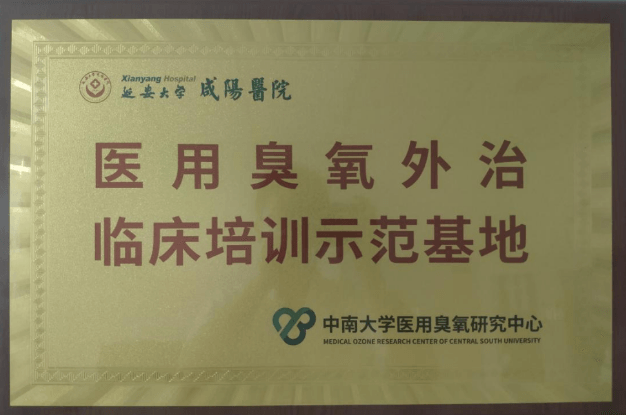 Xianyang Hospital
延安大学 咸陽醫院
医用臭氧外治
临床培训示范基地
中南大学医用臭氧研究中心
MEDICAL OZONE RESEARCH CENTER OF CENTRAL SOUTH UNIVERSITY